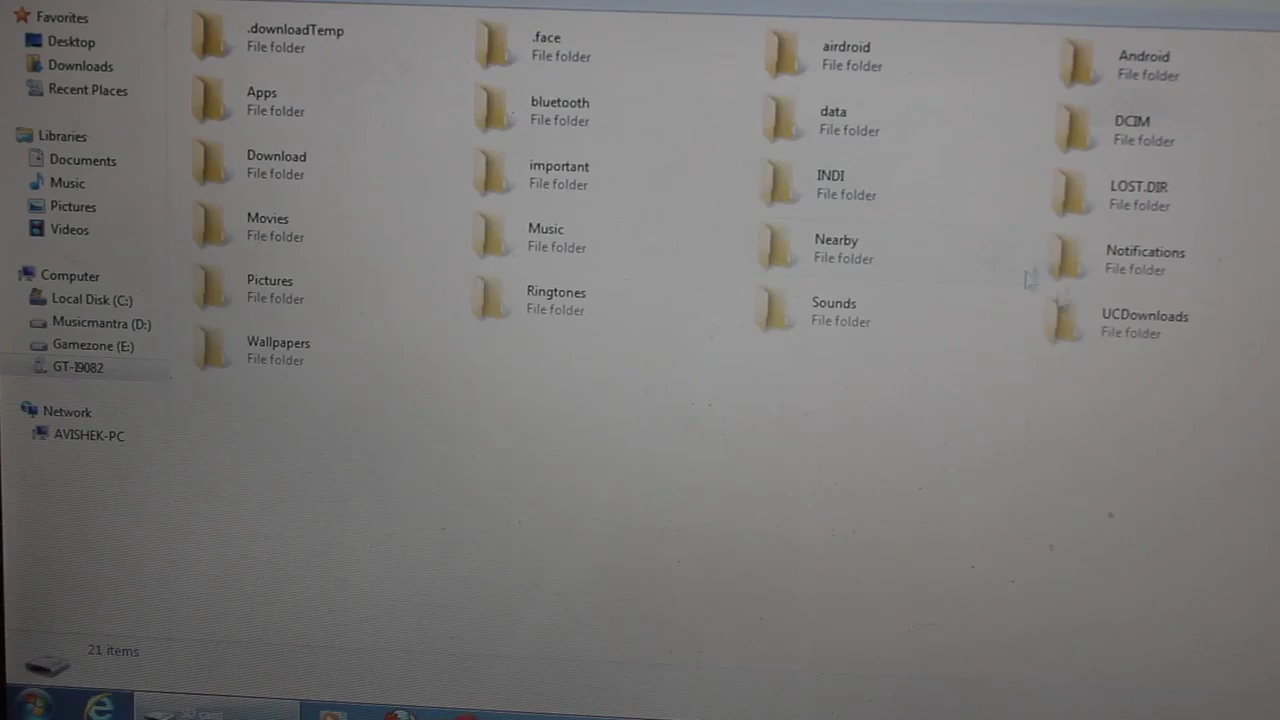 Favorites
Desktop
Downloads
Recent Places
Libraries
Documents
Music
Pictures
Videos
Computer
Local Disk (C:)
Musicmantra (D:)
Gamezone (E:)
GT-I9082
Network
AVISHEK-PC
.downloadTemp
File folder
.face
File folder
airdroid
File folder
Android
File folder
Apps
File folder
bluetooth
File folder
data
File folder
DCIM
File folder
Download
File folder
important
File folder
INDI
File folder
LOST.DIR
File folder
Movies
File folder
Music
File folder
Nearby
File folder
Notifications
File folder
Pictures
File folder
Ringtones
File folder
Sounds
File folder
UCDownloads
File folder
Wallpapers
File folder
21 items